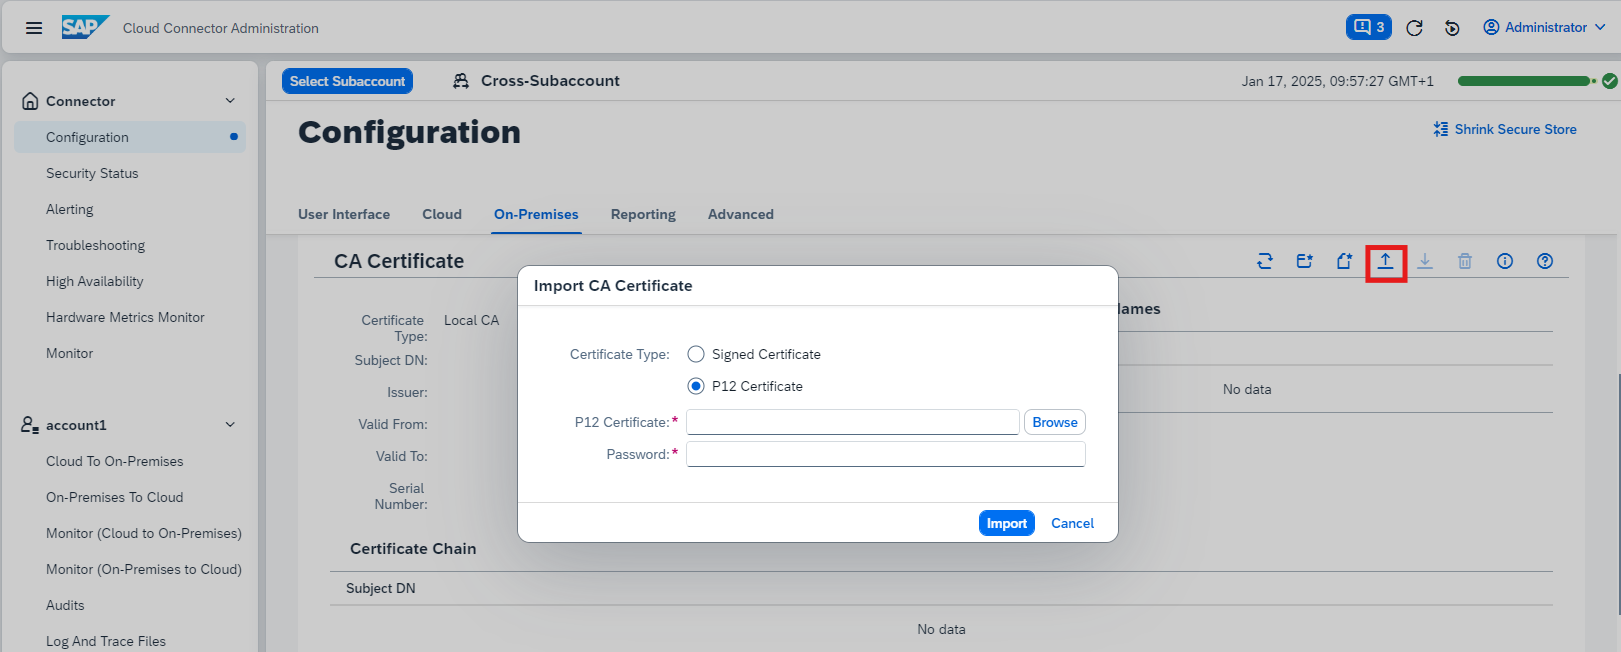 SAP
Cloud Connector Administration
3
Administrator
Connector
Configuration
Security Status
Alerting
Troubleshooting
High Availability
Hardware Metrics Monitor
Monitor
account1
Cloud To On-Premises
On-Premises To Cloud
Monitor (Cloud to On-Premises)
Monitor (On-Premises to Cloud)
Audits
Log And Trace Files
Select Subaccount
Cross-Subaccount
Jan 17, 2025, 09:57:27 GMT+1
Configuration
Shrink Secure Store
User Interface
Cloud
On-Premises
Reporting
Advanced
CA Certificate
Certificate
Type:
Local CA
Subject DN:
Issuer:
Valid From:
Valid To:
Serial
Number:
No data
Import CA Certificate
Certificate Type:
Signed Certificate
P12 Certificate
P12 Certificate:*
Browse
Password:*
Import
Cancel
Certificate Chain
Subject DN
No data